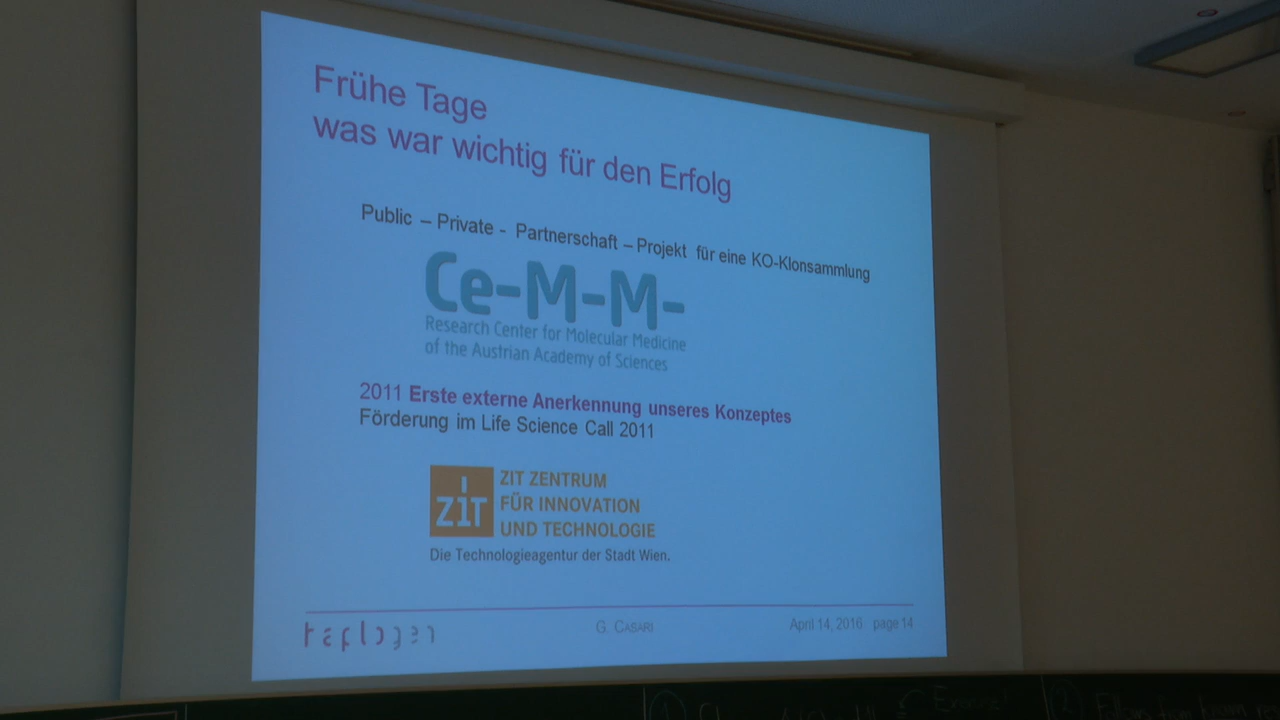 Frühe Tage
was war wichtig für den Erfolg
Public – Private - Partnerschaft – Projekt für eine KO-Klonsammlung
Ce-M-M-
Research Center for Molecular Medicine
of the Austrian Academy of Sciences
2011 Erste externe Anerkennung unseres Konzeptes
Förderung im Life Science Call 2011
ZIT
ZIT ZENTRUM
FÜR INNOVATION
UND TECHNOLOGIE
Die Technologieagentur der Stadt Wien.
haplogen
G. CASARI
April 14, 2016 page 14